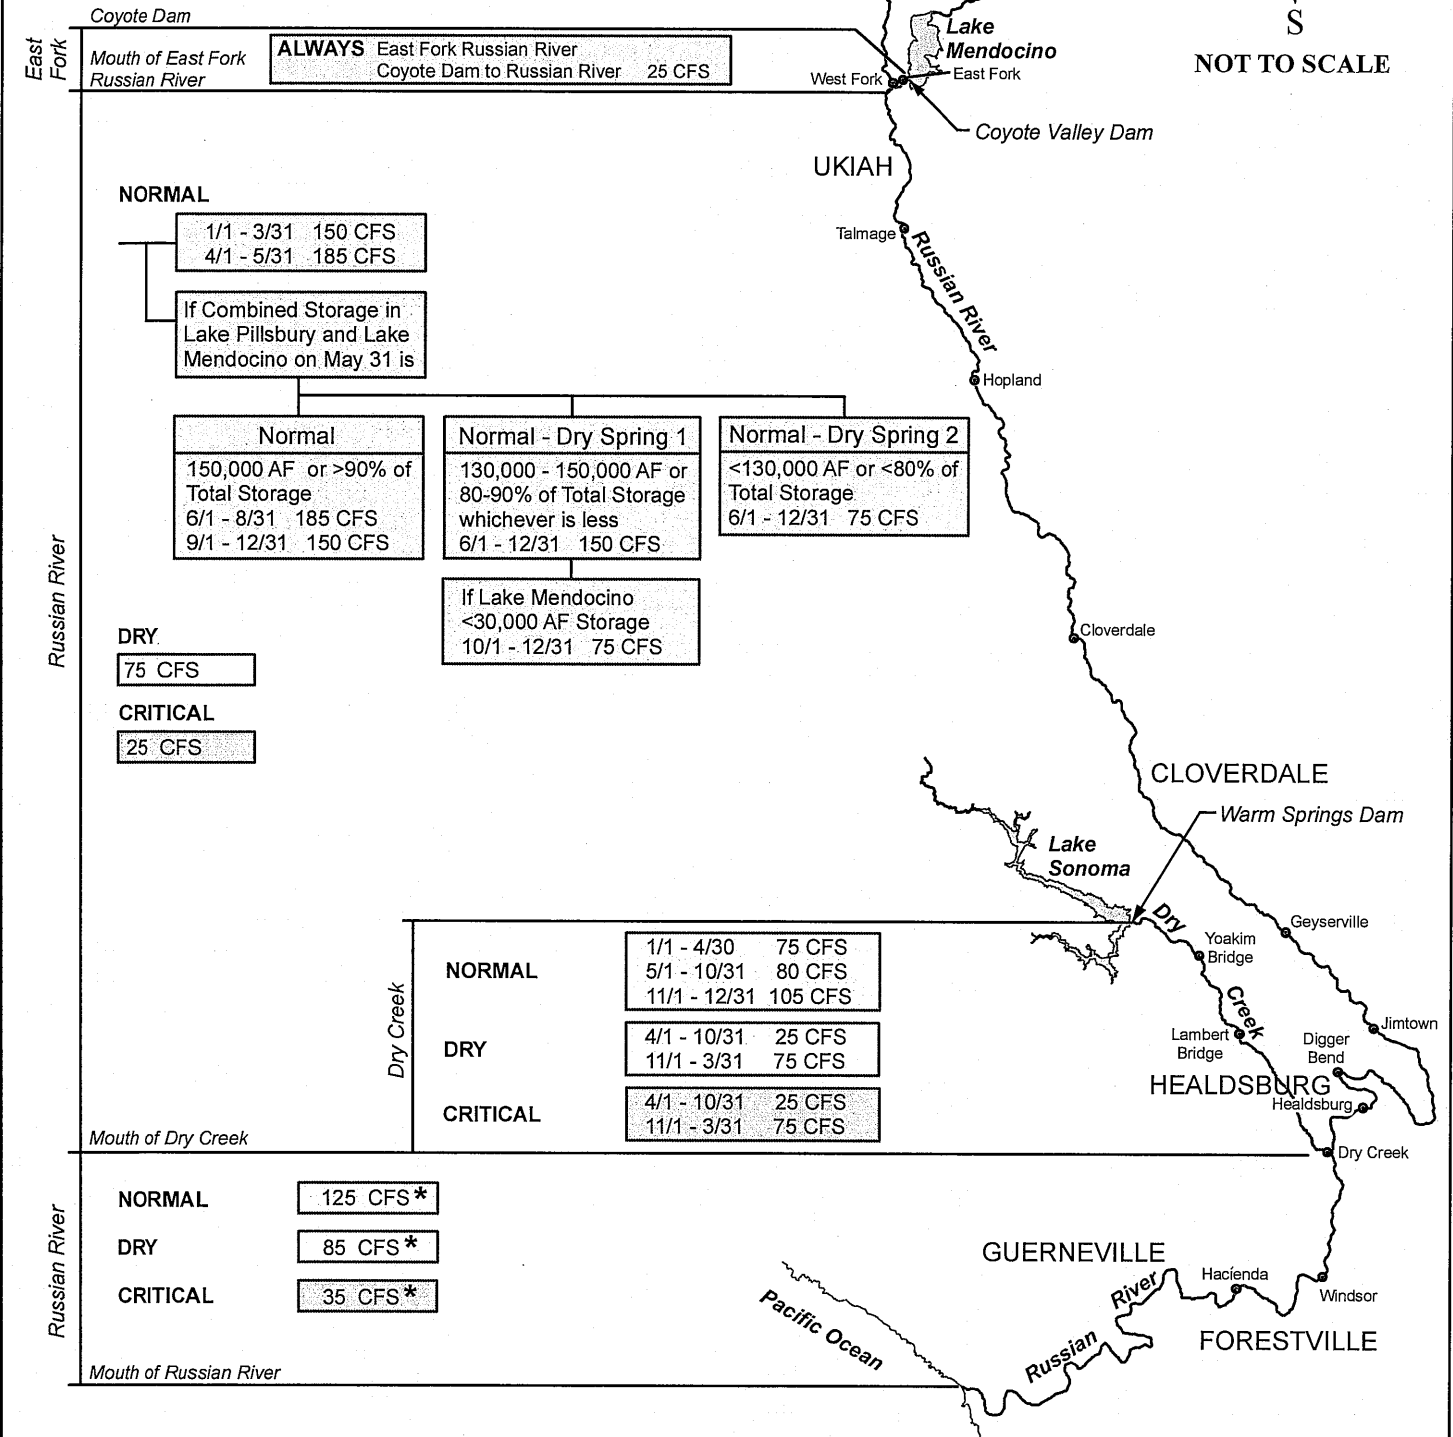 Coyote Dam
East
Fork
Mouth of East Fork
Russian River
ALWAYS East Fork Russian River
Coyote Dam to Russian River 25 CFS
Lake
Mendocino
S
NOT TO SCALE
West Fork
East Fork
Coyote Valley Dam
UKIAH
Talmage
Russian River
Hopland
NORMAL
1/1 - 3/31 150 CFS
4/1 - 5/31 185 CFS
If Combined Storage in
Lake Pillsbury and Lake
Mendocino on May 31 is
Normal
150,000 AF or >90% of
Total Storage
6/1 - 8/31 185 CFS
9/1 - 12/31 150 CFS
Normal - Dry Spring 1
130,000 - 150,000 AF or
80-90% of Total Storage
whichever is less
6/1 - 12/31 150 CFS
Normal - Dry Spring 2
<130,000 AF or <80% of
Total Storage
6/1 - 12/31 75 CFS
If Lake Mendocino
<30,000 AF Storage
10/1 - 12/31 75 CFS
Russian River
DRY
75 CFS
CRITICAL
25 CFS
Cloverdale
CLOVERDALE
Warm Springs Dam
Lake
Sonoma
Dry
Creek
Geyserville
Yoakim
Bridge
Lambert
Bridge
Jimtown
Digger
Bend
HEALDSBURG
Healdsburg
Dry Creek
Dry Creek
NORMAL
1/1 - 4/30 75 CFS
5/1 - 10/31 80 CFS
11/1 - 12/31 105 CFS
DRY
4/1 - 10/31 25 CFS
11/1 - 3/31 75 CFS
CRITICAL
4/1 - 10/31 25 CFS
11/1 - 3/31 75 CFS
Mouth of Dry Creek
Russian River
NORMAL
125 CFS*
DRY
85 CFS*
CRITICAL
35 CFS*
Mouth of Russian River
GUERNEVILLE
Hacienda
Windsor
FORESTVILLE
Russian River
Pacific Ocean